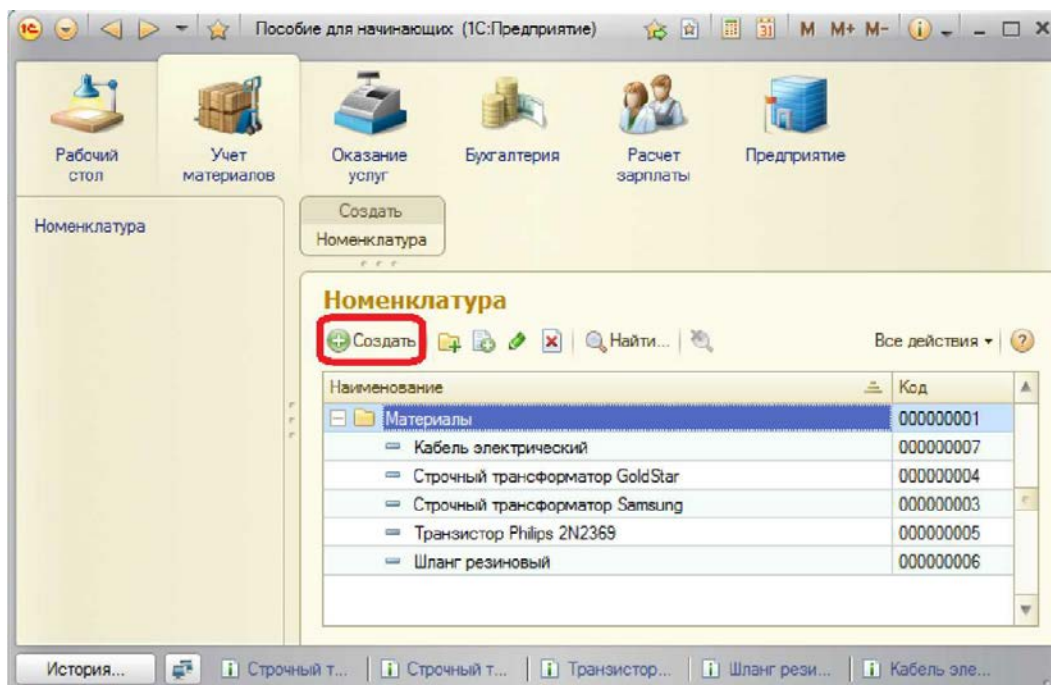 1С Пособие для начинающих (1С:Предприятие) 31 M M+ M-
Рабочий стол
Учет материалов
Оказание услуг
Бухгалтерия
Расчет зарплаты
Предприятие
Номенклатура
Создать
Номенклатура
Номенклатура
Создать Найти... Все действия
Наименование Код
Материалы 000000001
Кабель электрический 000000007
Строчный трансформатор GoldStar 000000004
Строчный трансформатор Samsung 000000003
Транзистор Philips 2N2369 000000005
Шланг резиновый 000000006
История... Строчный т... Строчный т... Транзистор... Шланг рези... Кабель эле...